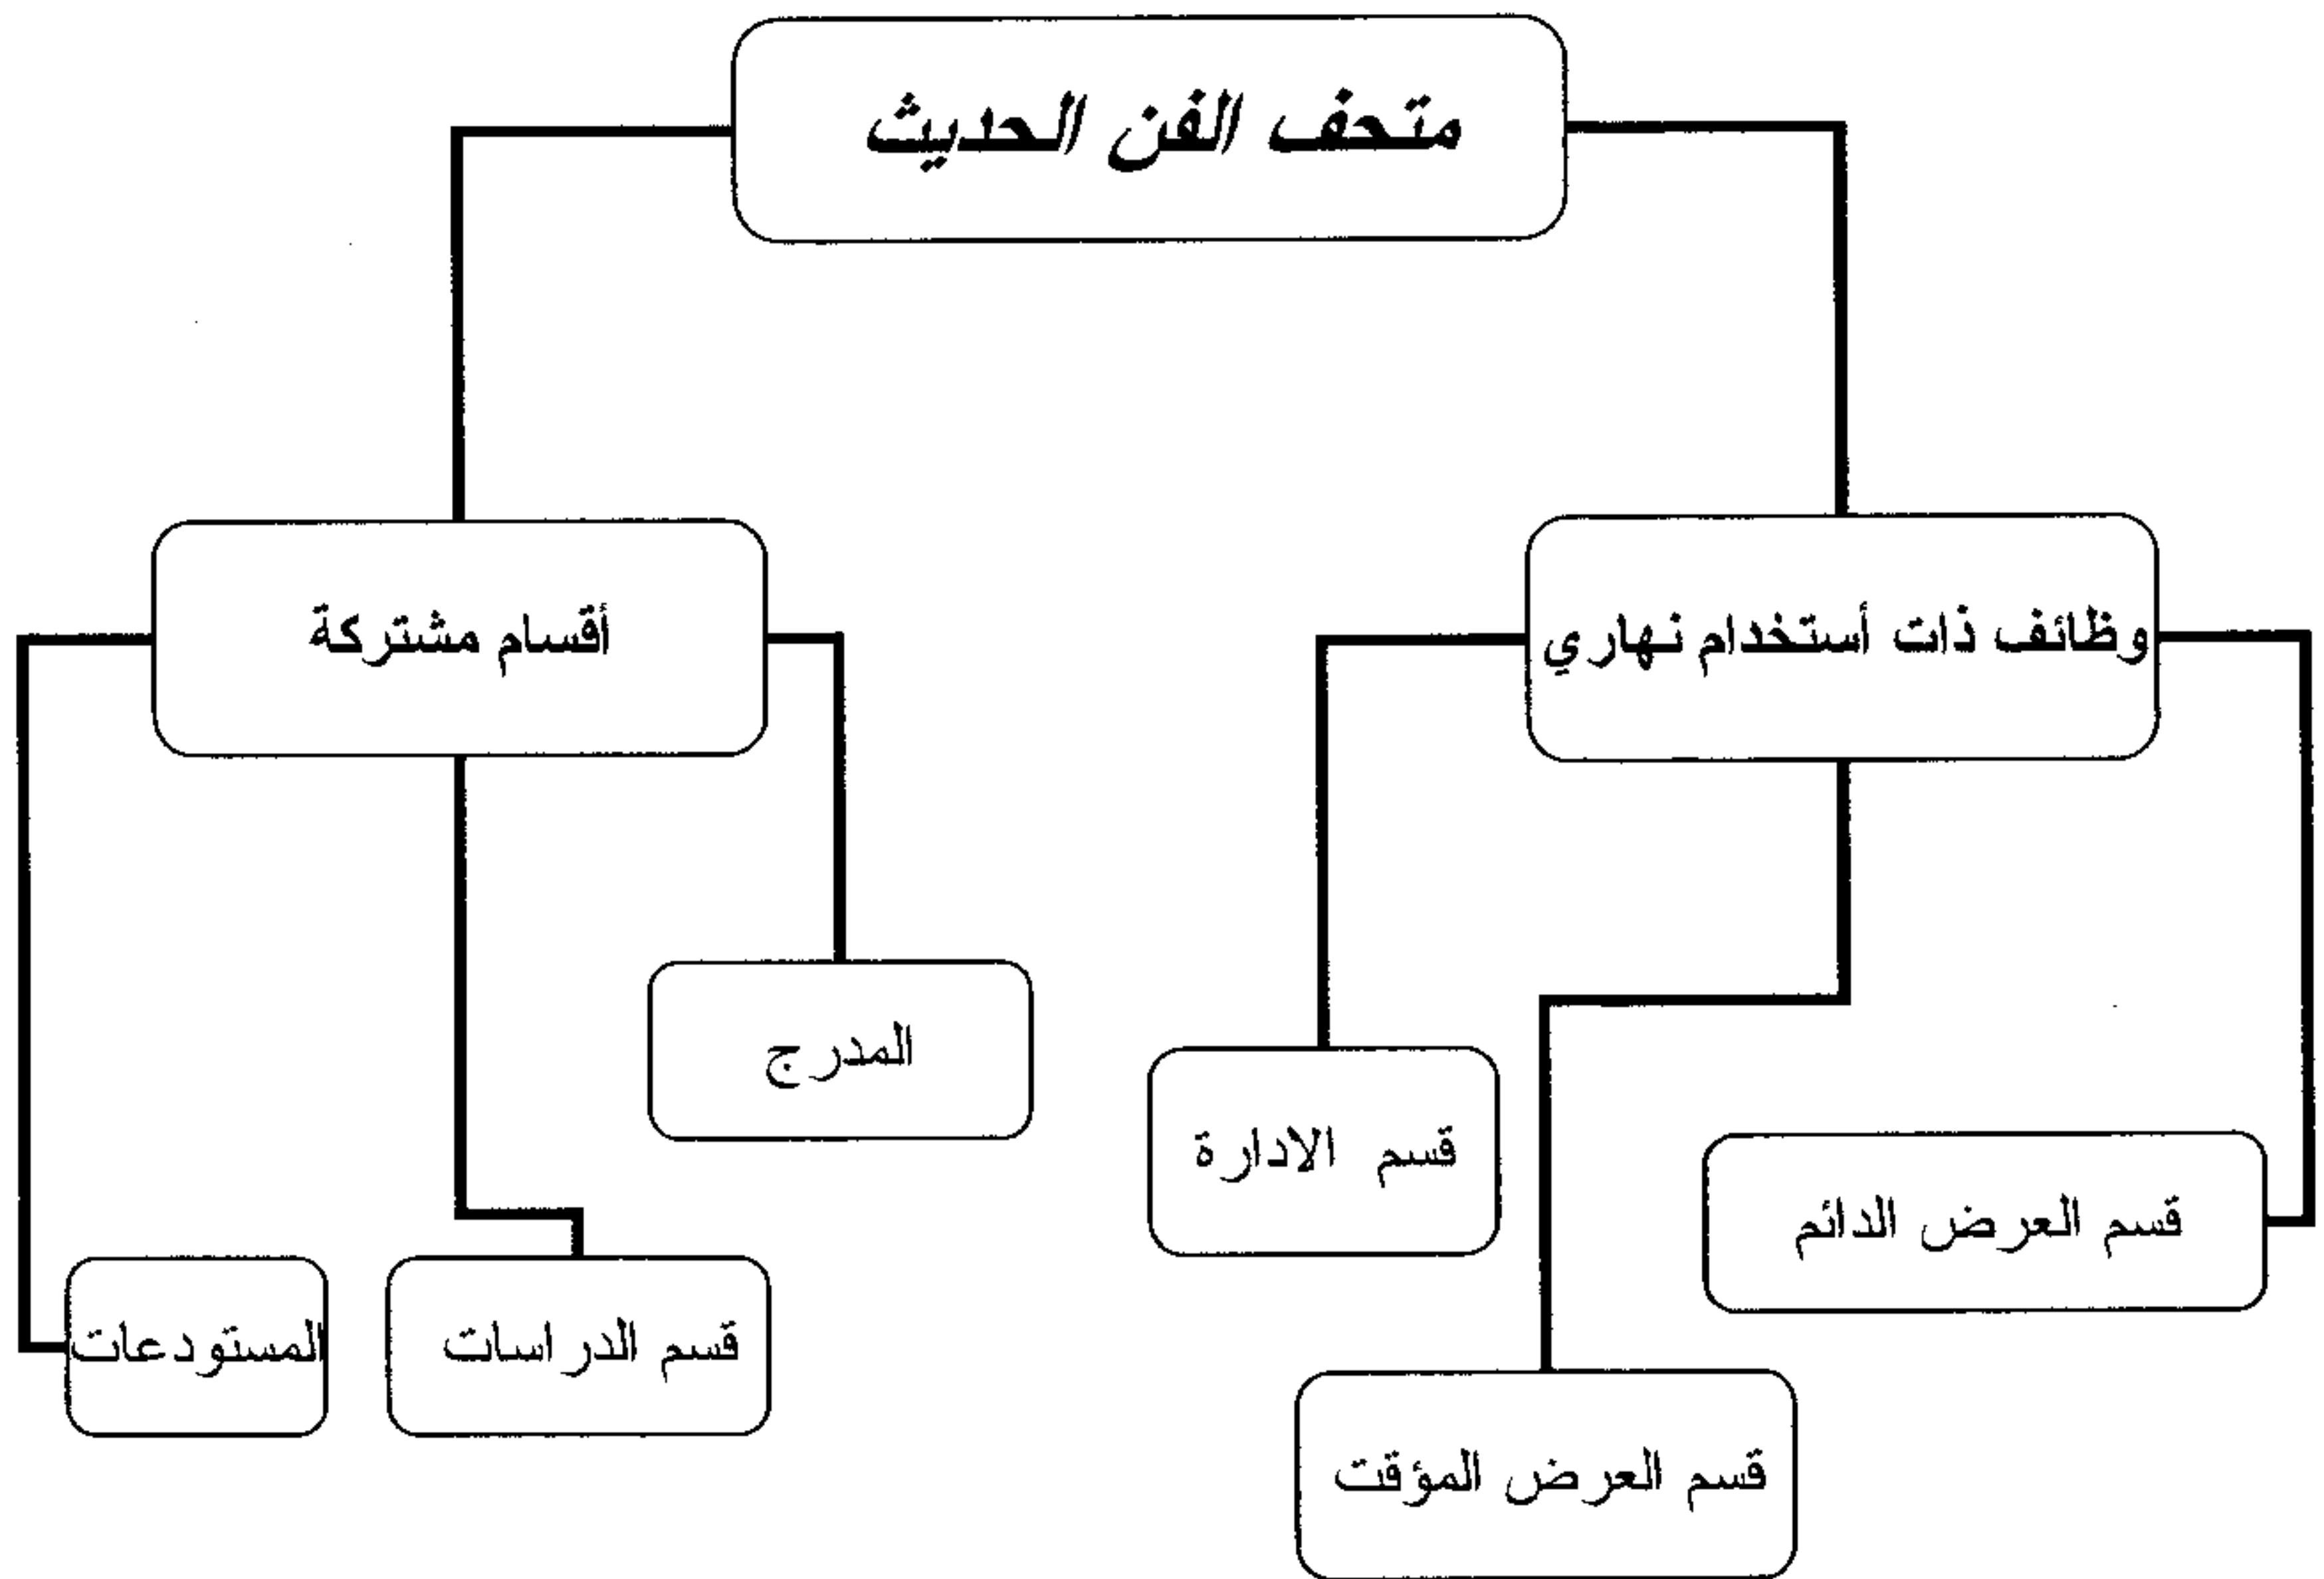 متحف الفن الحديث
وظائف ذات أستخدام نهاري
أقسام مشتركة
المدرج
قسم الادارة
قسم العرض الدائم
المستودعات
قسم الدراسات
قسم العرض المؤقت